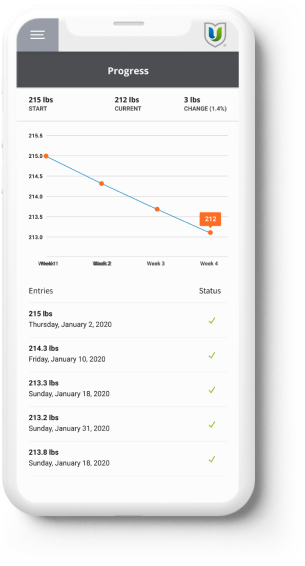 Progress
215 lbs 212 lbs 3 lbs
START CURRENT CHANGE (1.4%)
215.5
215.0
214.5
214.0
213.5
213.0
212
Week 2 Week 3 Week 4
Entries Status
215 lbs
Thursday, January 2, 2020
214.3 lbs
Friday, January 10, 2020
213.3 lbs
Sunday, January 18, 2020
213.2 lbs
Sunday, January 31, 2020
213.8 lbs
Sunday, January 18, 2020